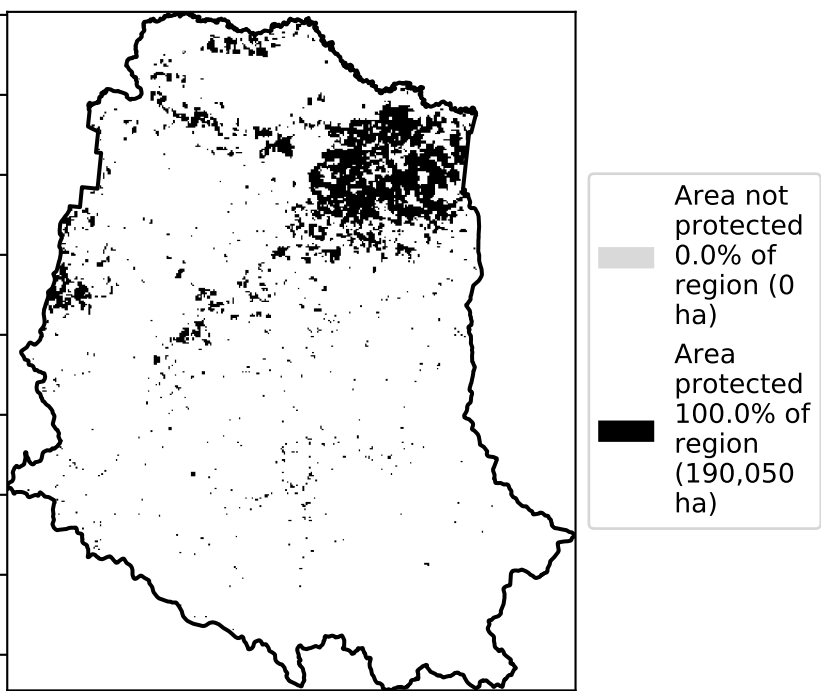 Area not
protected
0.0% of
region (0
ha)
Area
protected
100.0% of
region
(190,050
ha)